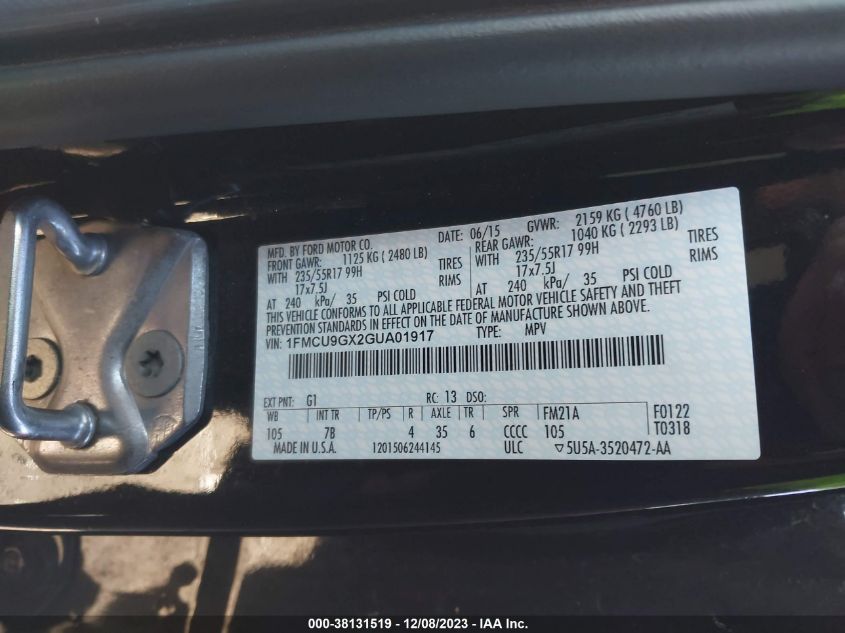 MFD. BY FORD MOTOR CO.
DATE: 06/15 GVWR: 2159 KG ( 4760 LB)
FRONT GAWR: 1125 KG ( 2480 LB)
REAR GAWR: 1040 KG ( 2293 LB)
WITH 235/55R17 99H TIRES
WITH 235/55R17 99H TIRES
17x7.5J RIMS
17x7.5J RIMS
AT 240 kPa/ 35 PSI COLD
AT 240 kPa/ 35 PSI COLD
THIS VEHICLE CONFORMS TO ALL APPLICABLE FEDERAL MOTOR VEHICLE SAFETY AND THEFT
PREVENTION STANDARDS IN EFFECT ON THE DATE OF MANUFACTURE SHOWN ABOVE.
VIN: 1FMCU9GX2GUA01917 TYPE: MPV
EXT PNT: G1 RC: 13 DSO:
WB INT TR TP/PS R AXLE TR SPR FM21A F0122
105 7B 4 35 6 CCCC 105 T0318
MADE IN U.S.A. 1201506244145 ULC ▽5U5A-3520472-AA
000-38131519 - 12/08/2023 - IAA Inc.